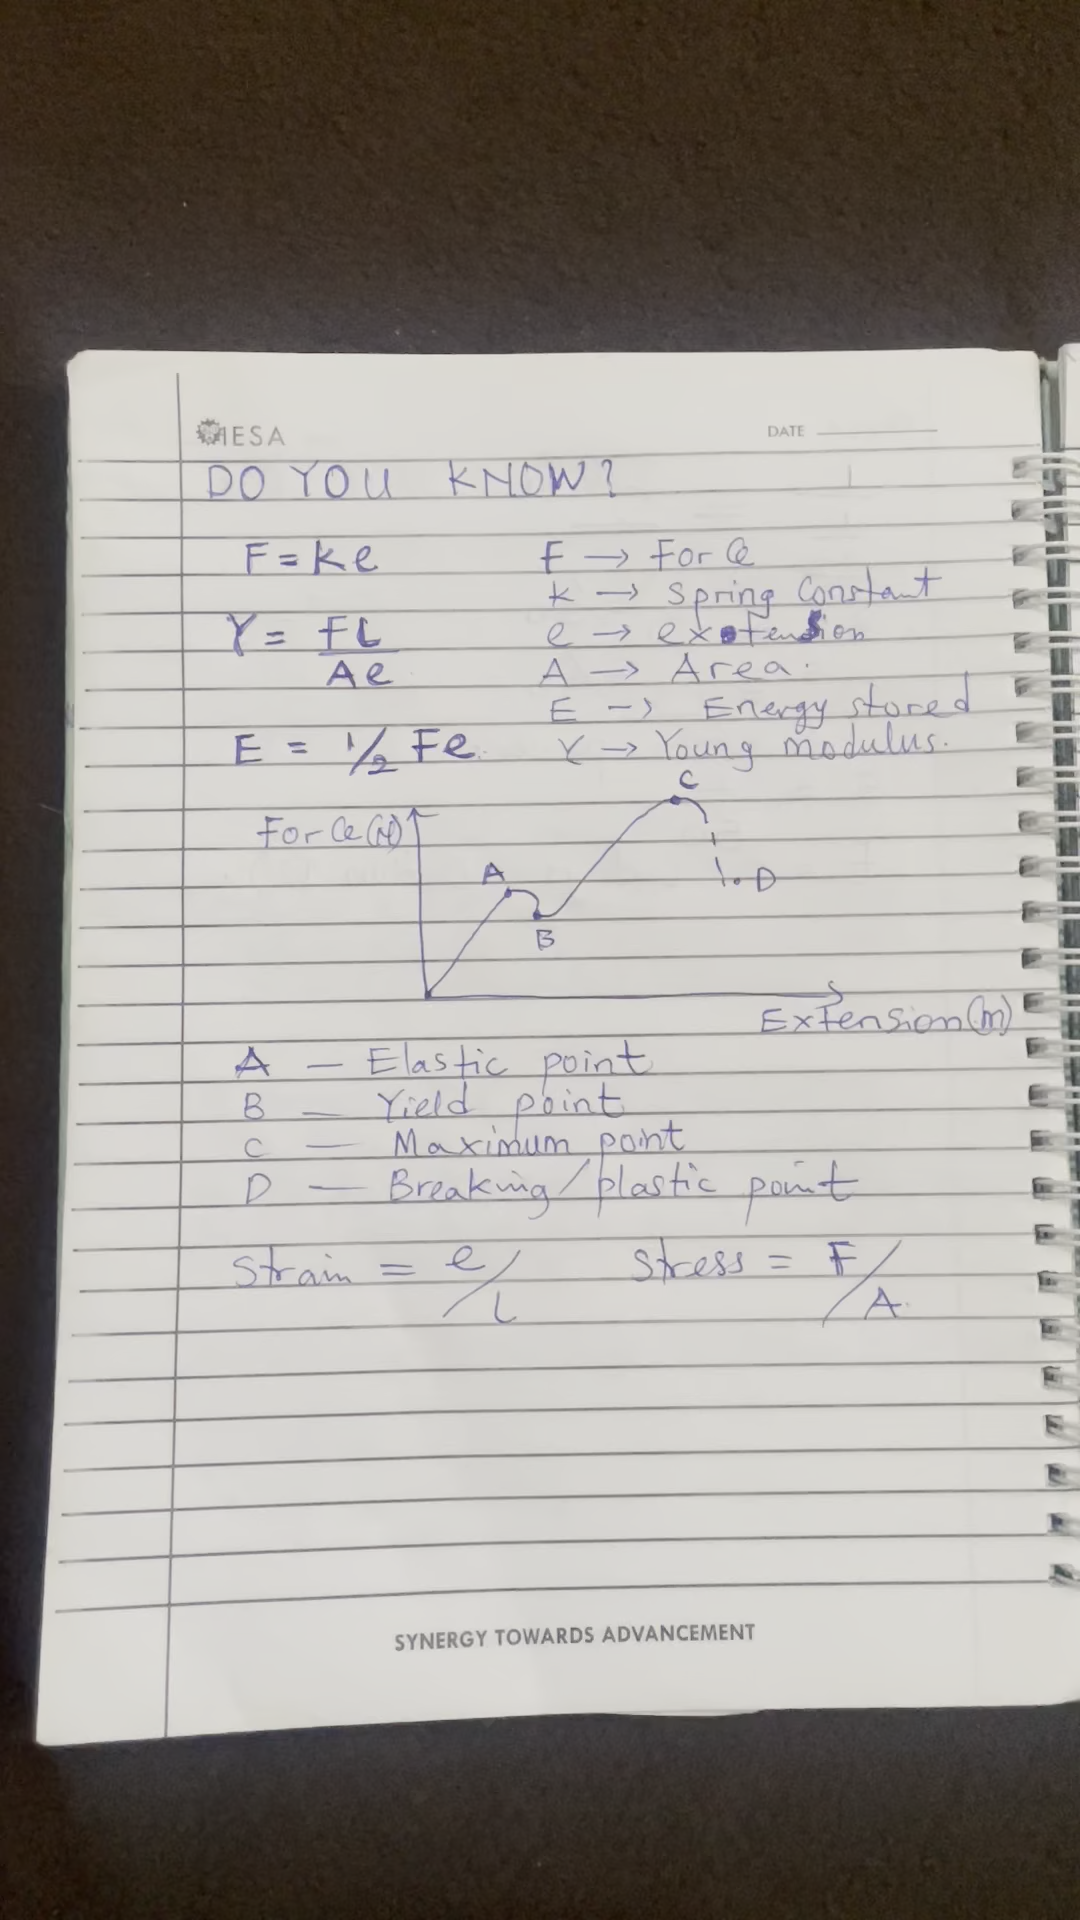 IESA
DATE
DO YOU KNOW?
F = ke F → Force
k → Spring Constant
Y = FL/Ae e → extension
A → Area.
E → Energy stored
E = 1/2 Fe. Y → Young modulus.
C
Force (N)
A
D
B
Extension (m)
A — Elastic point
B — Yield point
C — Maximum point
D — Breaking/plastic point
Strain = e/L Stress = F/A.
SYNERGY TOWARDS ADVANCEMENT